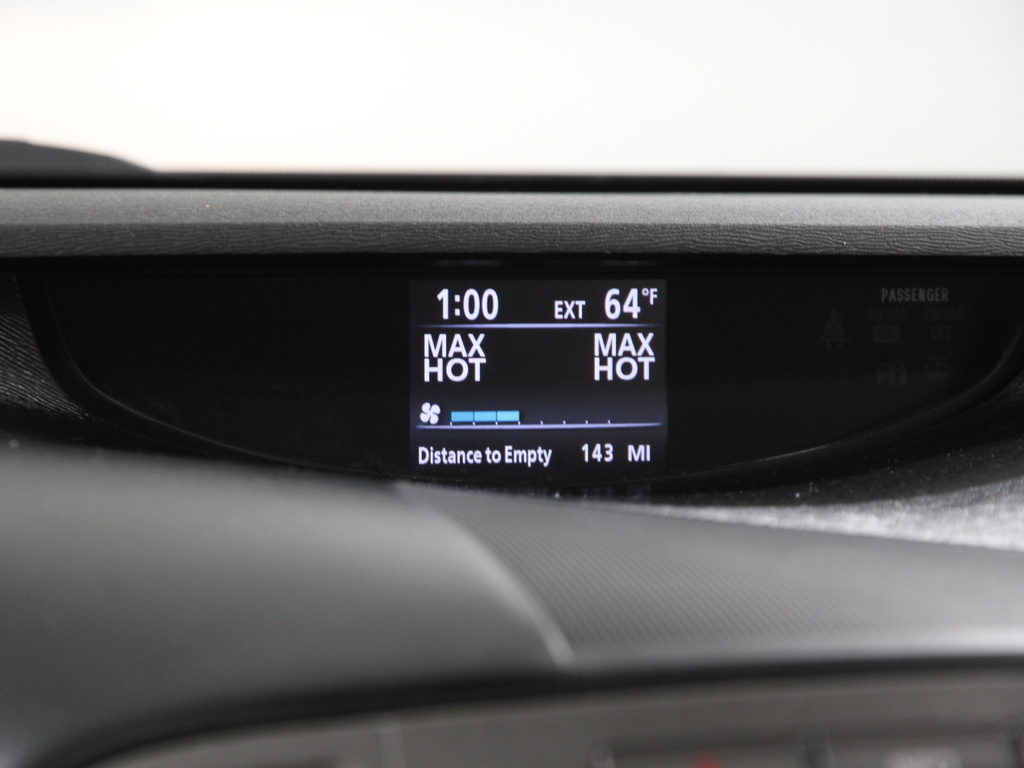 1:00 EXT 64°F
MAX MAX
HOT HOT
Distance to Empty 143 MI
PASSENGER